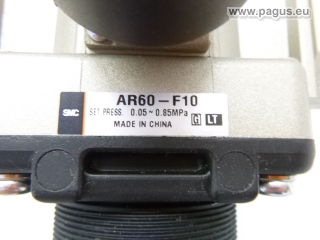 www.pagus.eu
AR60-F10
SMC
SET PRESS. 0.05~0.85MPa
MADE IN CHINA
G LT